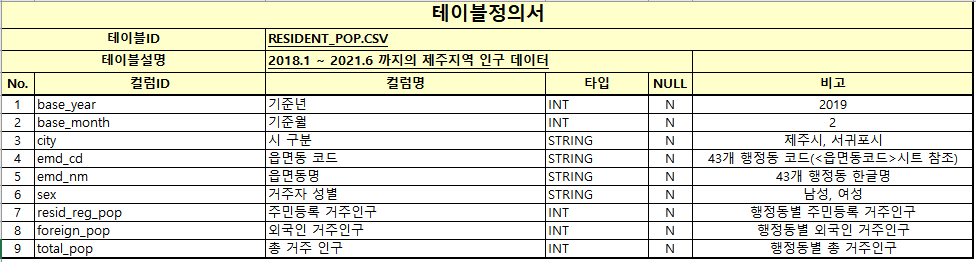 테이블정의서
테이블ID RESIDENT_POP.CSV
테이블설명 2018.1 ~ 2021.6 까지의 제주지역 인구 데이터
No. 컬럼ID 컬럼명 타입 NULL 비고
1 base_year 기준년 INT N 2019
2 base_month 기준월 INT N 2
3 city 시 구분 STRING N 제주시, 서귀포시
4 emd_cd 읍면동 코드 STRING N 43개 행정동 코드(<읍면동코드>시트 참조)
5 emd_nm 읍면동명 STRING N 43개 행정동 한글명
6 sex 거주자 성별 STRING N 남성, 여성
7 resid_reg_pop 주민등록 거주인구 INT N 행정동별 주민등록 거주인구
8 foreign_pop 외국인 거주인구 INT N 행정동별 외국인 거주인구
9 total_pop 총 거주 인구 INT N 행정동별 총 거주인구